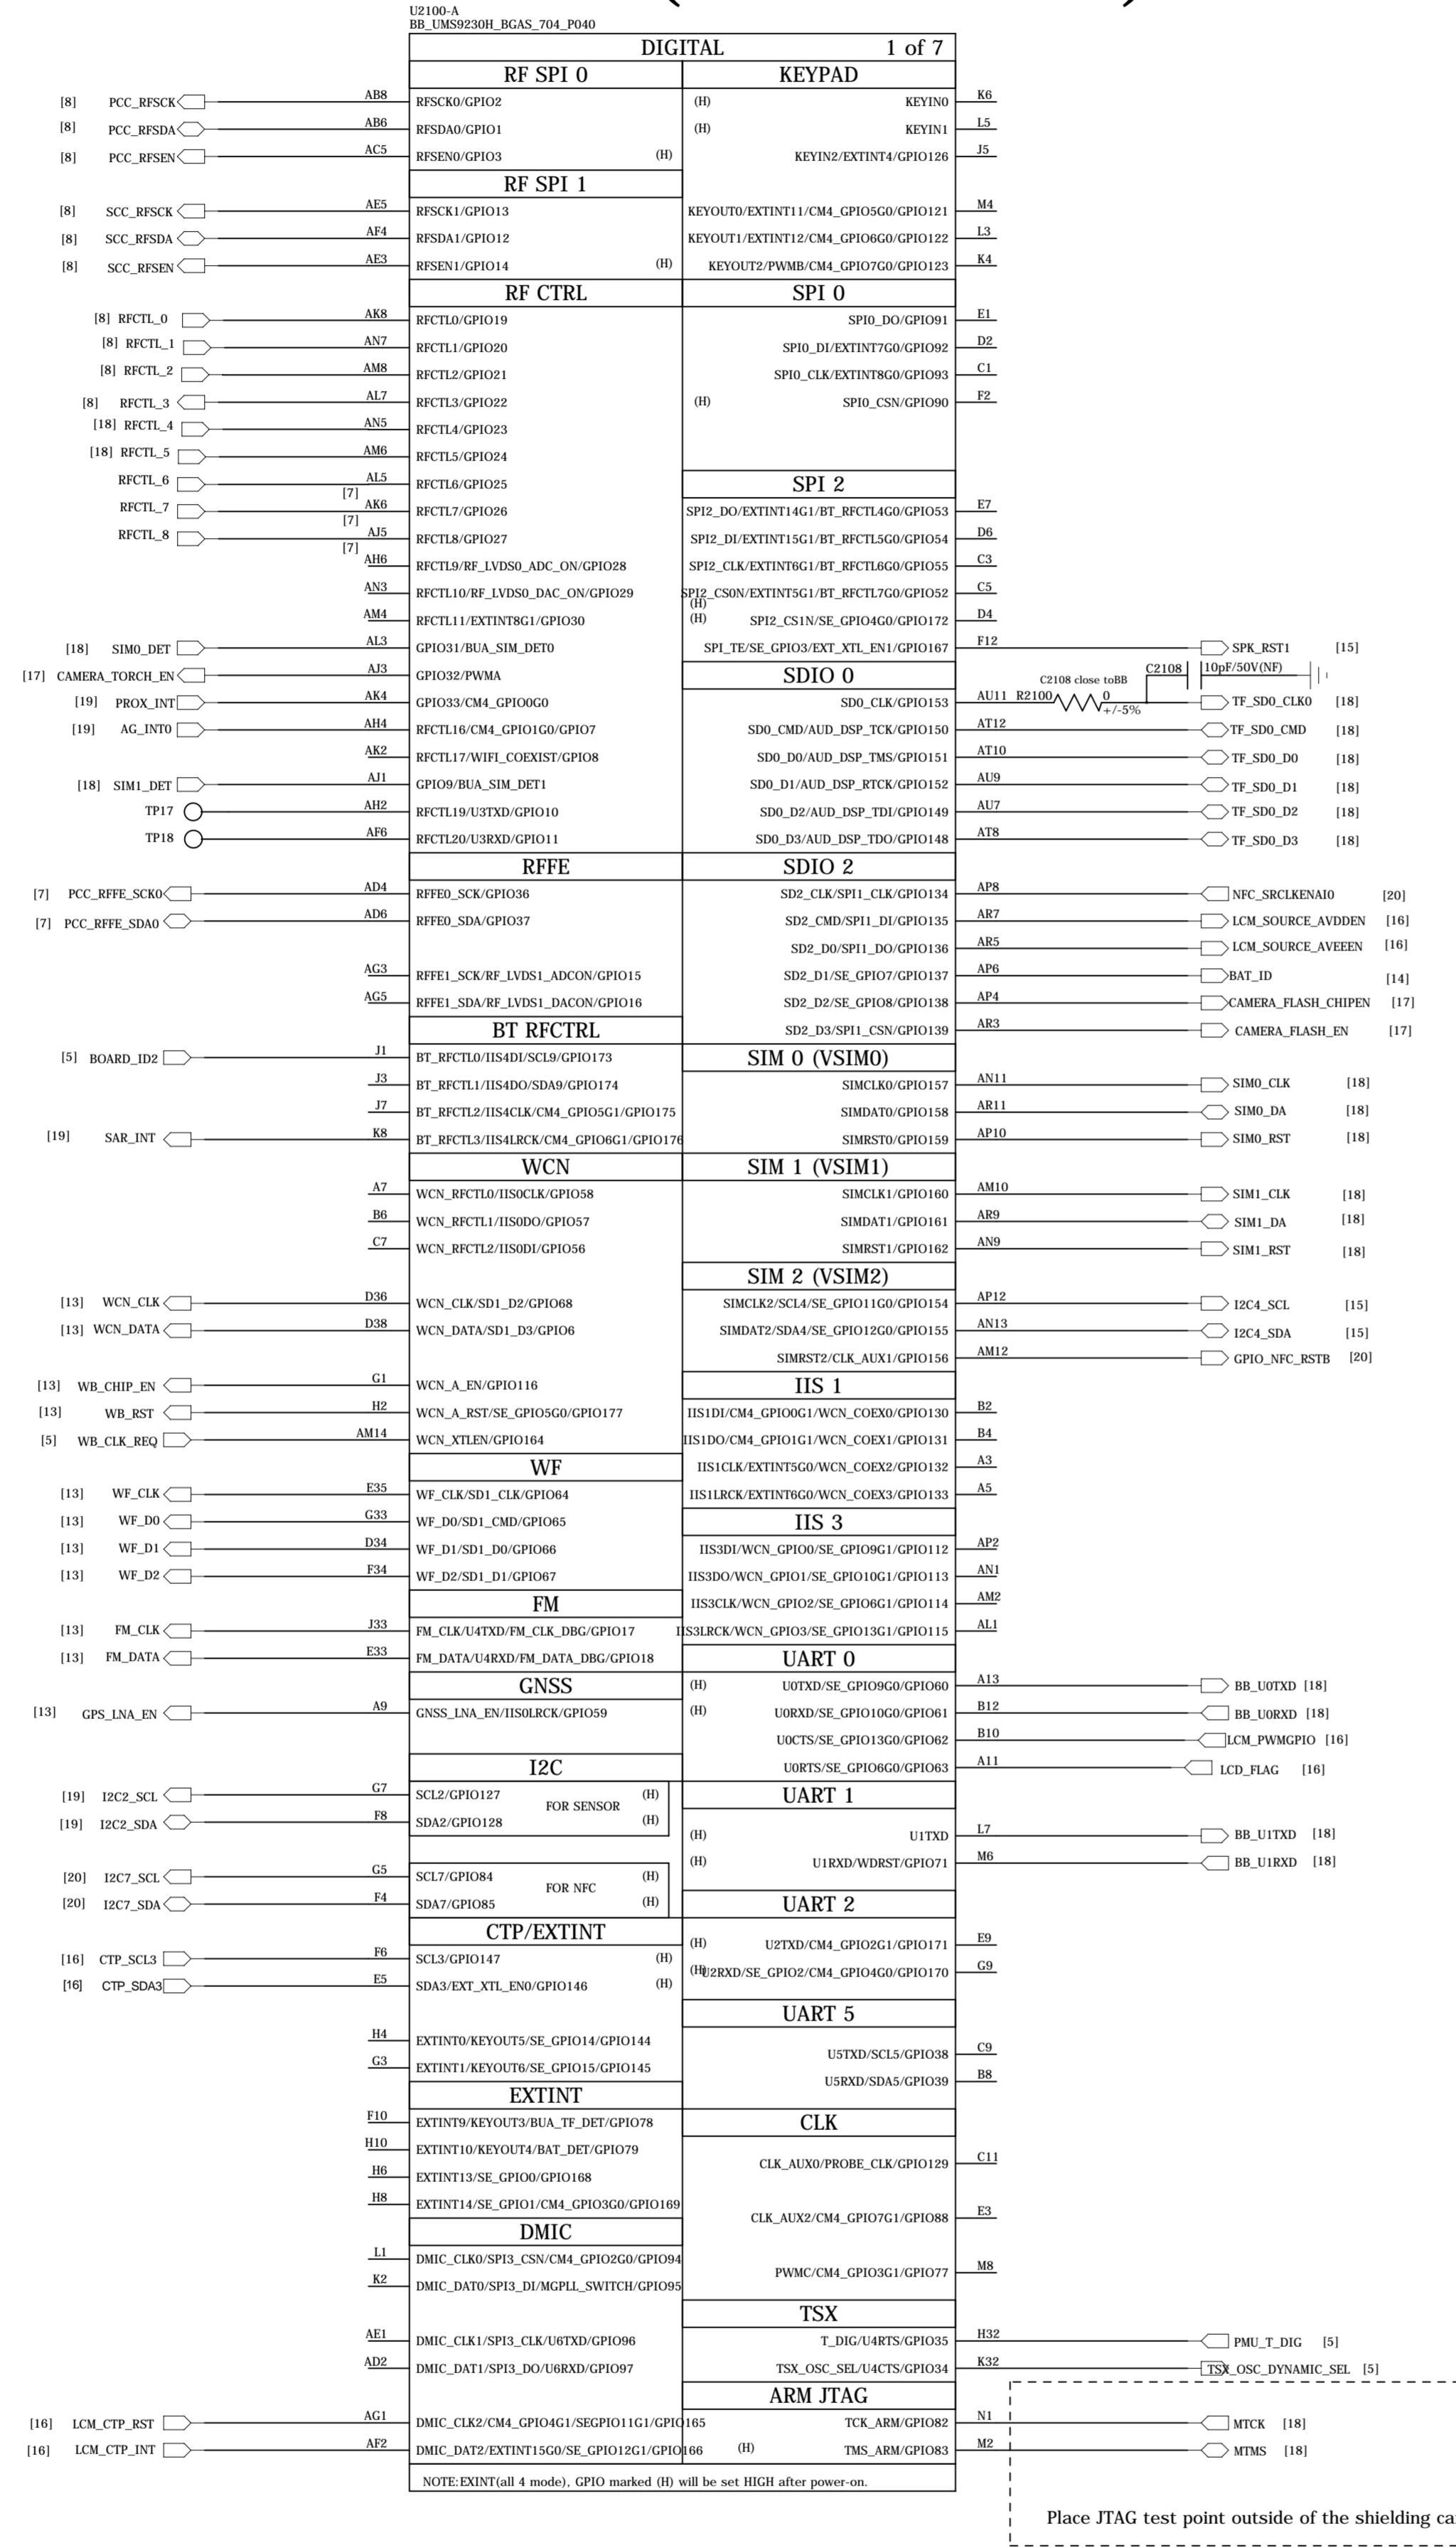 U2100-A
BB_UMS9230H_BGAS_704_P040
DIGITAL 1 of 7
RF SPI 0 KEYPAD
[8] PCC_RFSCK AB8 RFSCK0/GPIO2 (H) KEYIN0 K6
[8] PCC_RFSDA AB6 RFSDA0/GPIO1 (H) KEYIN1 L5
[8] PCC_RFSEN AC5 RFSEN0/GPIO3 (H) KEYIN2/EXTINT4/GPIO126 J5
RF SPI 1
[8] SCC_RFSCK AE5 RFSCK1/GPIO13 KEYOUT0/EXTINT11/CM4_GPIO5G0/GPIO121 M4
[8] SCC_RFSDA AF4 RFSDA1/GPIO12 KEYOUT1/EXTINT12/CM4_GPIO6G0/GPIO122 L3
[8] SCC_RFSEN AE3 RFSEN1/GPIO14 (H) KEYOUT2/PWMB/CM4_GPIO7G0/GPIO123 K4
RF CTRL SPI 0
[8] RFCTL_0 AK8 RFCTL0/GPIO19 SPI0_DO/GPIO91 E1
[8] RFCTL_1 AN7 RFCTL1/GPIO20 SPI0_DI/EXTINT7G0/GPIO92 D2
[8] RFCTL_2 AM8 RFCTL2/GPIO21 SPI0_CLK/EXTINT8G0/GPIO93 C1
[8] RFCTL_3 AL7 RFCTL3/GPIO22 (H) SPI0_CSN/GPIO90 F2
[18] RFCTL_4 AN5 RFCTL4/GPIO23
[18] RFCTL_5 AM6 RFCTL5/GPIO24
RFCTL_6 AL5 [7] RFCTL6/GPIO25 SPI 2
RFCTL_7 AK6 [7] RFCTL7/GPIO26 SPI2_DO/EXTINT14G1/BT_RFCTL4G0/GPIO53 E7
RFCTL_8 AJ5 [7] RFCTL8/GPIO27 SPI2_DI/EXTINT15G1/BT_RFCTL5G0/GPIO54 D6
AH6 RFCTL9/RF_LVDS0_ADC_ON/GPIO28 SPI2_CLK/EXTINT6G1/BT_RFCTL6G0/GPIO55 C3
AN3 RFCTL10/RF_LVDS0_DAC_ON/GPIO29 SPI2_CS0N/EXTINT5G1/BT_RFCTL7G0/GPIO52 C5
(H)
AM4 RFCTL11/EXTINT8G1/GPIO30 (H) SPI2_CS1N/SE_GPIO4G0/GPIO172 D4
[18] SIM0_DET AL3 GPIO31/BUA_SIM_DET0 SPI_TE/SE_GPIO3/EXT_XTL_EN1/GPIO167 F12 SPK_RST1 [15]
[17] CAMERA_TORCH_EN AJ3 GPIO32/PWMA SDIO 0 C2108 close toBB C2108 10pF/50V(NF)
[19] PROX_INT AK4 GPIO33/CM4_GPIO0G0 SD0_CLK/GPIO153 AU11 R2100 0 +/-5% TF_SD0_CLK0 [18]
[19] AG_INT0 AH4 RFCTL16/CM4_GPIO1G0/GPIO7 SD0_CMD/AUD_DSP_TCK/GPIO150 AT12 TF_SD0_CMD [18]
AK2 RFCTL17/WIFI_COEXIST/GPIO8 SD0_D0/AUD_DSP_TMS/GPIO151 AT10 TF_SD0_D0 [18]
[18] SIM1_DET AJ1 GPIO9/BUA_SIM_DET1 SD0_D1/AUD_DSP_RTCK/GPIO152 AU9 TF_SD0_D1 [18]
TP17 AH2 RFCTL19/U3TXD/GPIO10 SD0_D2/AUD_DSP_TDI/GPIO149 AU7 TF_SD0_D2 [18]
TP18 AF6 RFCTL20/U3RXD/GPIO11 SD0_D3/AUD_DSP_TDO/GPIO148 AT8 TF_SD0_D3 [18]
RFFE SDIO 2
[7] PCC_RFFE_SCK0 AD4 RFFE0_SCK/GPIO36 SD2_CLK/SPI1_CLK/GPIO134 AP8 NFC_SRCLKENAI0 [20]
[7] PCC_RFFE_SDA0 AD6 RFFE0_SDA/GPIO37 SD2_CMD/SPI1_DI/GPIO135 AR7 LCM_SOURCE_AVDDEN [16]
SD2_D0/SPI1_DO/GPIO136 AR5 LCM_SOURCE_AVEEEN [16]
AG3 RFFE1_SCK/RF_LVDS1_ADCON/GPIO15 SD2_D1/SE_GPIO7/GPIO137 AP6 BAT_ID [14]
AG5 RFFE1_SDA/RF_LVDS1_DACON/GPIO16 SD2_D2/SE_GPIO8/GPIO138 AP4 CAMERA_FLASH_CHIPEN [17]
BT RFCTRL SD2_D3/SPI1_CSN/GPIO139 AR3 CAMERA_FLASH_EN [17]
[5] BOARD_ID2 J1 BT_RFCTL0/IIS4DI/SCL9/GPIO173 SIM 0 (VSIM0)
J3 BT_RFCTL1/IIS4DO/SDA9/GPIO174 SIMCLK0/GPIO157 AN11 SIM0_CLK [18]
J7 BT_RFCTL2/IIS4CLK/CM4_GPIO5G1/GPIO175 SIMDAT0/GPIO158 AR11 SIM0_DA [18]
[19] SAR_INT K8 BT_RFCTL3/IIS4LRCK/CM4_GPIO6G1/GPIO176 SIMRST0/GPIO159 AP10 SIM0_RST [18]
WCN SIM 1 (VSIM1)
A7 WCN_RFCTL0/IIS0CLK/GPIO58 SIMCLK1/GPIO160 AM10 SIM1_CLK [18]
B6 WCN_RFCTL1/IIS0DO/GPIO57 SIMDAT1/GPIO161 AR9 SIM1_DA [18]
C7 WCN_RFCTL2/IIS0DI/GPIO56 SIMRST1/GPIO162 AN9 SIM1_RST [18]
SIM 2 (VSIM2)
[13] WCN_CLK D36 WCN_CLK/SD1_D2/GPIO68 SIMCLK2/SCL4/SE_GPIO11G0/GPIO154 AP12 I2C4_SCL [15]
[13] WCN_DATA D38 WCN_DATA/SD1_D3/GPIO6 SIMDAT2/SDA4/SE_GPIO12G0/GPIO155 AN13 I2C4_SDA [15]
SIMRST2/CLK_AUX1/GPIO156 AM12 GPIO_NFC_RSTB [20]
[13] WB_CHIP_EN G1 WCN_A_EN/GPIO116 IIS 1
[13] WB_RST H2 WCN_A_RST/SE_GPIO5G0/GPIO177 IIS1DI/CM4_GPIO0G1/WCN_COEX0/GPIO130 B2
[5] WB_CLK_REQ AM14 WCN_XTLEN/GPIO164 IIS1DO/CM4_GPIO1G1/WCN_COEX1/GPIO131 B4
WF IIS1CLK/EXTINT5G0/WCN_COEX2/GPIO132 A3
[13] WF_CLK E35 WF_CLK/SD1_CLK/GPIO64 IIS1LRCK/EXTINT6G0/WCN_COEX3/GPIO133 A5
[13] WF_D0 G33 WF_D0/SD1_CMD/GPIO65 IIS 3
[13] WF_D1 D34 WF_D1/SD1_D0/GPIO66 IIS3DI/WCN_GPIO0/SE_GPIO9G1/GPIO112 AP2
[13] WF_D2 F34 WF_D2/SD1_D1/GPIO67 IIS3DO/WCN_GPIO1/SE_GPIO10G1/GPIO113 AN1
FM IIS3CLK/WCN_GPIO2/SE_GPIO6G1/GPIO114 AM2
[13] FM_CLK J33 FM_CLK/U4TXD/FM_CLK_DBG/GPIO17 IIS3LRCK/WCN_GPIO3/SE_GPIO13G1/GPIO115 AL1
[13] FM_DATA E33 FM_DATA/U4RXD/FM_DATA_DBG/GPIO18 UART 0
GNSS (H) U0TXD/SE_GPIO9G0/GPIO60 A13 BB_U0TXD [18]
[13] GPS_LNA_EN A9 GNSS_LNA_EN/IIS0LRCK/GPIO59 (H) U0RXD/SE_GPIO10G0/GPIO61 B12 BB_U0RXD [18]
U0CTS/SE_GPIO13G0/GPIO62 B10 LCM_PWMGPIO [16]
I2C U0RTS/SE_GPIO6G0/GPIO63 A11 LCD_FLAG [16]
[19] I2C2_SCL G7 SCL2/GPIO127 (H) UART 1
FOR SENSOR
[19] I2C2_SDA F8 SDA2/GPIO128 (H)
(H) U1TXD L7 BB_U1TXD [18]
(H) U1RXD/WDRST/GPIO71 M6 BB_U1RXD [18]
[20] I2C7_SCL G5 SCL7/GPIO84 (H)
FOR NFC
[20] I2C7_SDA F4 SDA7/GPIO85 (H) UART 2
CTP/EXTINT
(H) U2TXD/CM4_GPIO2G1/GPIO171 E9
[16] CTP_SCL3 F6 SCL3/GPIO147 (H)
(H) U2RXD/SE_GPIO2/CM4_GPIO4G0/GPIO170 G9
[16] CTP_SDA3 E5 SDA3/EXT_XTL_EN0/GPIO146 (H)
UART 5
H4 EXTINT0/KEYOUT5/SE_GPIO14/GPIO144
U5TXD/SCL5/GPIO38 C9
G3 EXTINT1/KEYOUT6/SE_GPIO15/GPIO145
U5RXD/SDA5/GPIO39 B8
EXTINT
F10 EXTINT9/KEYOUT3/BUA_TF_DET/GPIO78 CLK
H10 EXTINT10/KEYOUT4/BAT_DET/GPIO79
CLK_AUX0/PROBE_CLK/GPIO129 C11
H6 EXTINT13/SE_GPIO0/GPIO168
H8 EXTINT14/SE_GPIO1/CM4_GPIO3G0/GPIO169
CLK_AUX2/CM4_GPIO7G1/GPIO88 E3
DMIC
L1 DMIC_CLK0/SPI3_CSN/CM4_GPIO2G0/GPIO94
PWMC/CM4_GPIO3G1/GPIO77 M8
K2 DMIC_DAT0/SPI3_DI/MGPLL_SWITCH/GPIO95
TSX
AE1 DMIC_CLK1/SPI3_CLK/U6TXD/GPIO96 T_DIG/U4RTS/GPIO35 H32 PMU_T_DIG [5]
AD2 DMIC_DAT1/SPI3_DO/U6RXD/GPIO97 TSX_OSC_SEL/U4CTS/GPIO34 K32 TSX_OSC_DYNAMIC_SEL [5]
ARM JTAG
[16] LCM_CTP_RST AG1 DMIC_CLK2/CM4_GPIO4G1/SEGPIO11G1/GPIO165 TCK_ARM/GPIO82 N1 MTCK [18]
[16] LCM_CTP_INT AF2 DMIC_DAT2/EXTINT15G0/SE_GPIO12G1/GPIO166 (H) TMS_ARM/GPIO83 M2 MTMS [18]
NOTE:EXINT(all 4 mode), GPIO marked (H) will be set HIGH after power-on.
Place JTAG test point outside of the shielding ca